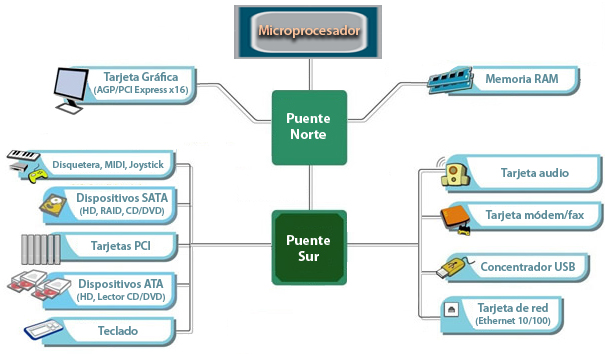 Microprocesador
Tarjeta Gráfica
(AGP/PCI Express x16)
Memoria RAM
Puente
Norte
Disquetera, MIDI, Joystick
Dispositivos SATA
(HD, RAID, CD/DVD)
Tarjetas PCI
Dispositivos ATA
(HD, Lector CD/DVD)
Teclado
Puente
Sur
Tarjeta audio
Tarjeta módem/fax
Concentrador USB
Tarjeta de red
(Ethernet 10/100)